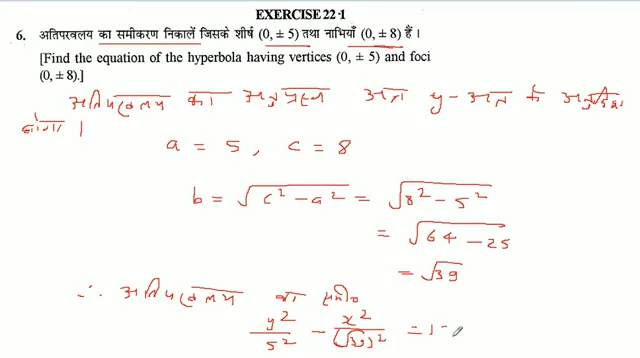 EXERCISE 22·1
6. अतिपरवलय का समीकरण निकालें जिसके शीर्ष (0, ± 5) तथा नाभियाँ (0, ± 8) हैं ।
[Find the equation of the hyperbola having vertices (0, ± 5) and foci
(0, ± 8).]
अतिपरवलय का अनुप्रस्थ अक्ष y-अक्ष के अनुदिश
होगा ।
a = 5 , c = 8
b = √(c² − a²) = √(8² − 5²)
= √(64 − 25)
= √39
∴ अतिपरवलय का समी०
y²/5² − x²/(√39)² = 1